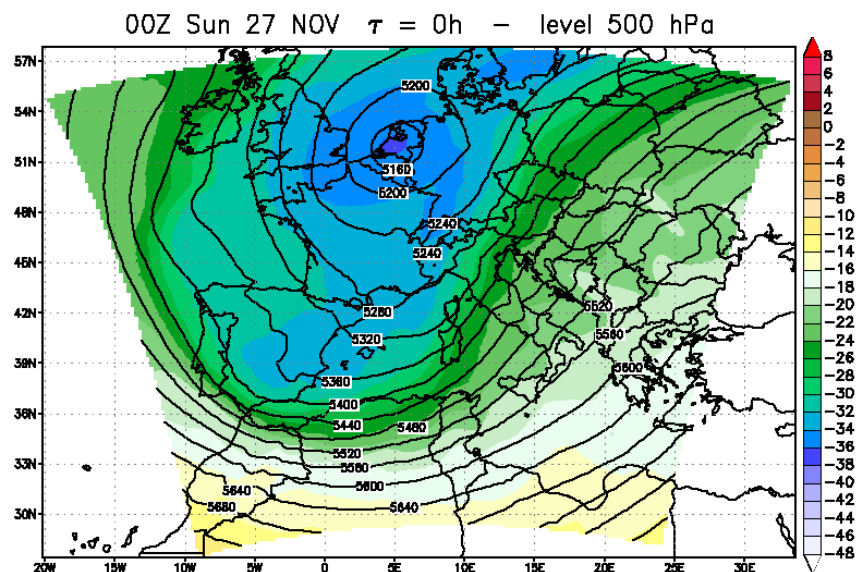 00Z Sun 27 NOV τ = 0h – level 500 hPa
57N
54N
51N
48N
45N
42N
39N
36N
33N
30N
5200
5160
5200
5240
5240
5280
5320
5360
5400
5440
5480
5520
5560
5600
5640
5680
5640
5520
5560
5600
20W
15W
10W
5W
0
5E
10E
15E
20E
25E
30E
8
6
4
2
0
-2
-4
-6
-8
-10
-12
-14
-16
-18
-20
-22
-24
-26
-28
-30
-32
-34
-36
-38
-40
-42
-44
-46
-48